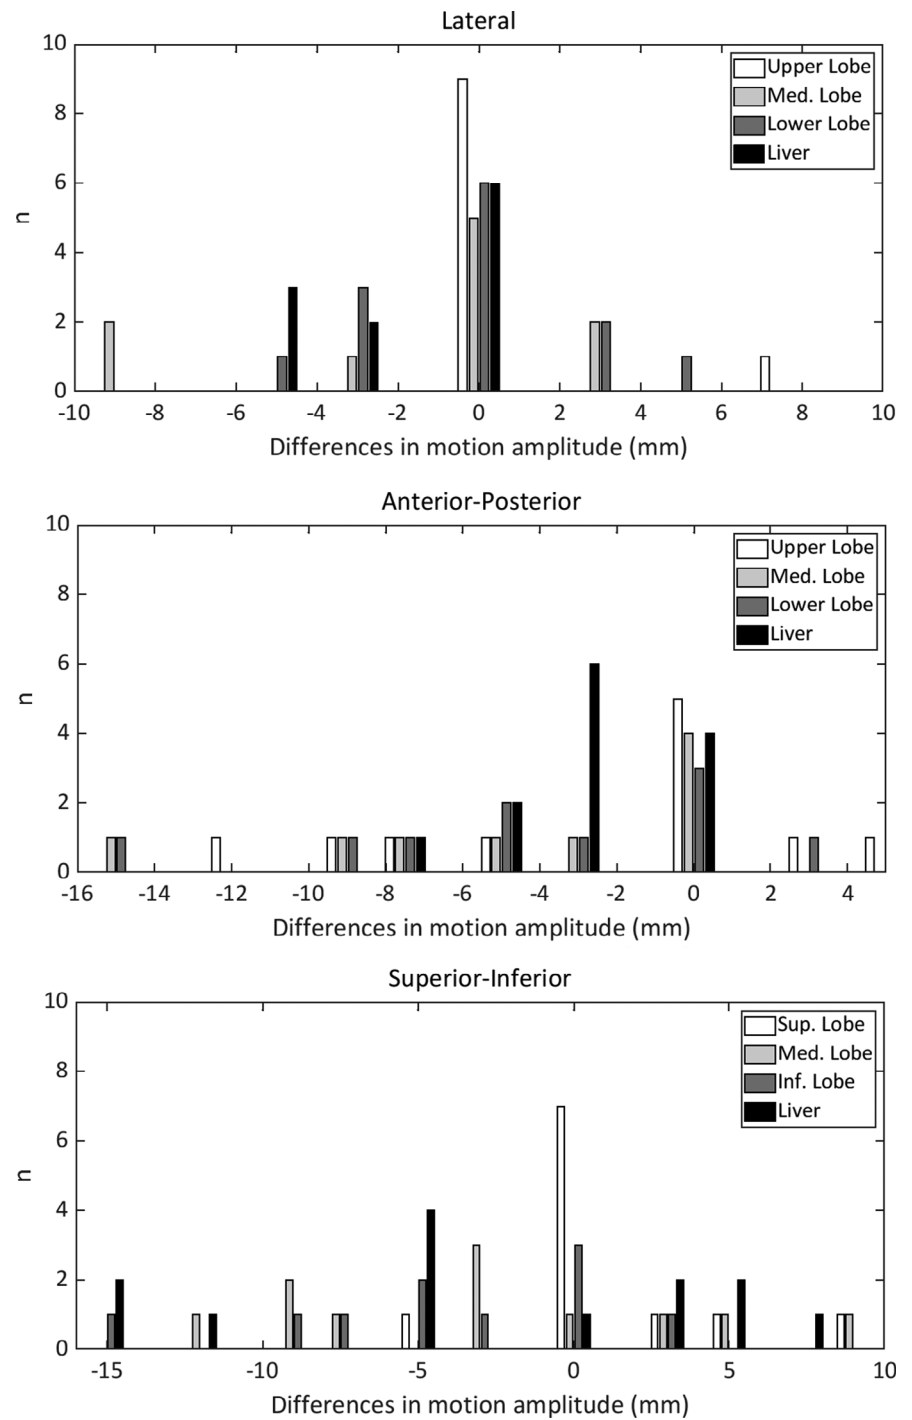 Lateral
10
8
6
4
2
0
n
Upper Lobe
Med. Lobe
Lower Lobe
Liver
-10 -8 -6 -4 -2 0 2 4 6 8 10
Differences in motion amplitude (mm)
Anterior-Posterior
10
8
6
4
2
0
n
Upper Lobe
Med. Lobe
Lower Lobe
Liver
-16 -14 -12 -10 -8 -6 -4 -2 0 2 4
Differences in motion amplitude (mm)
Superior-Inferior
10
8
6
4
2
0
n
Sup. Lobe
Med. Lobe
Inf. Lobe
Liver
-15 -10 -5 0 5 10
Differences in motion amplitude (mm)